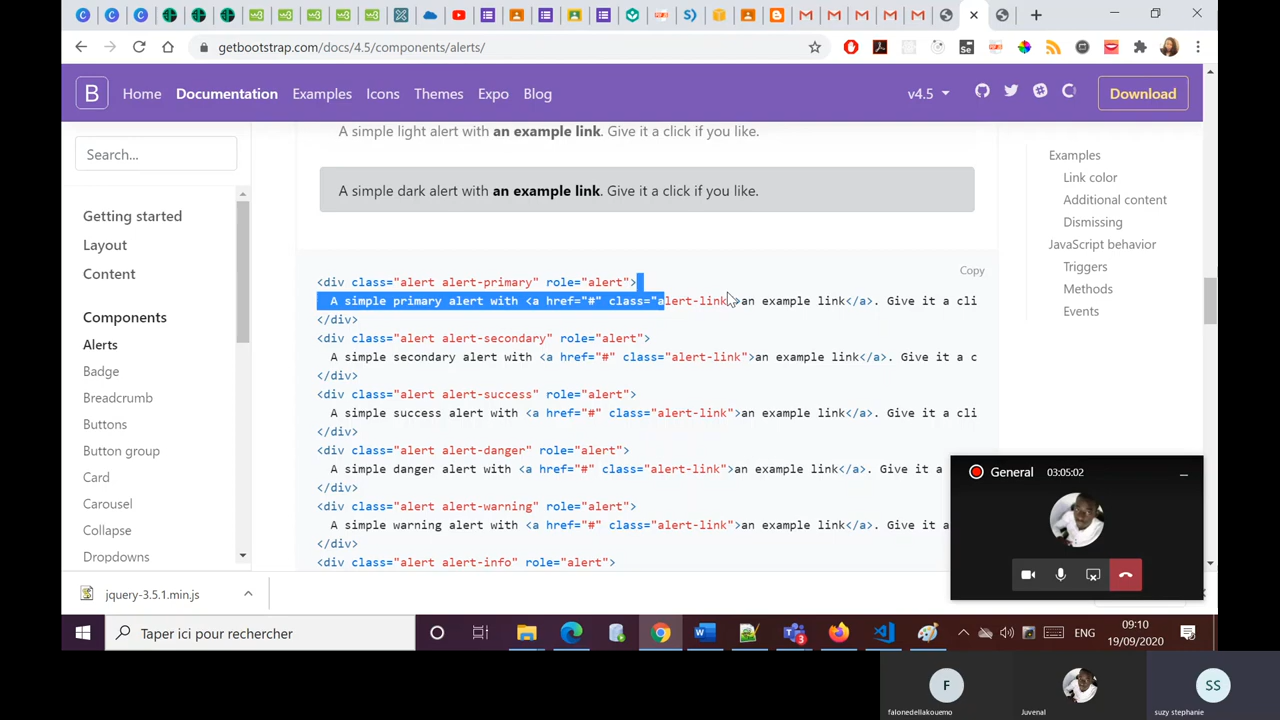 getbootstrap.com/docs/4.5/components/alerts/
B Home Documentation Examples Icons Themes Expo Blog v4.5 Download
Search...
Getting started
Layout
Content
Components
Alerts
Badge
Breadcrumb
Buttons
Button group
Card
Carousel
Collapse
Dropdowns
A simple light alert with an example link. Give it a click if you like.
A simple dark alert with an example link. Give it a click if you like.
Copy
<div class="alert alert-primary" role="alert">
A simple primary alert with <a href="#" class="alert-link">an example link</a>. Give it a cli
</div>
<div class="alert alert-secondary" role="alert">
A simple secondary alert with <a href="#" class="alert-link">an example link</a>. Give it a c
</div>
<div class="alert alert-success" role="alert">
A simple success alert with <a href="#" class="alert-link">an example link</a>. Give it a cli
</div>
<div class="alert alert-danger" role="alert">
A simple danger alert with <a href="#" class="alert-link">an example link</a>. Give it a
</div>
<div class="alert alert-warning" role="alert">
A simple warning alert with <a href="#" class="alert-link">an example link</a>. Give it a
</div>
<div class="alert alert-info" role="alert">
Examples
Link color
Additional content
Dismissing
JavaScript behavior
Triggers
Methods
Events
General 03:05:02
jquery-3.5.1.min.js
Taper ici pour rechercher
3
ENG
09:10
19/09/2020
F
falonedellakouemo
Juvenal
SS
suzy stephanie